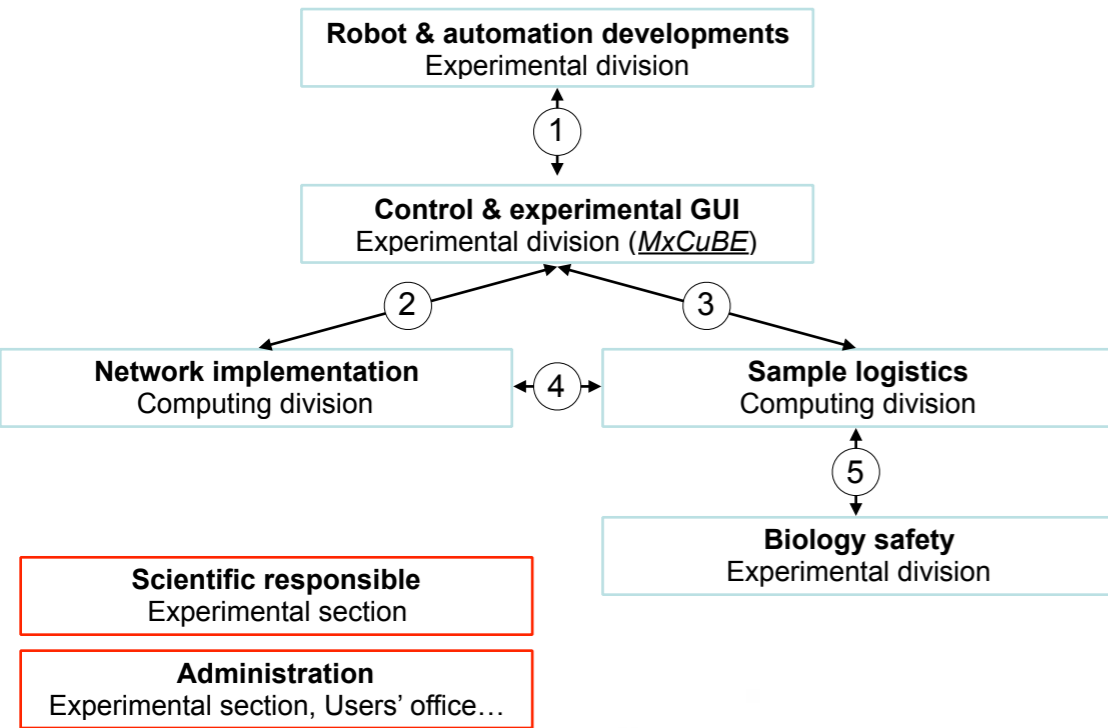 Robot & automation developments
Experimental division
1
Control & experimental GUI
Experimental division (MxCuBE)
2
3
Network implementation
Computing division
4
Sample logistics
Computing division
5
Biology safety
Experimental division
Scientific responsible
Experimental section
Administration
Experimental section, Users’ office…